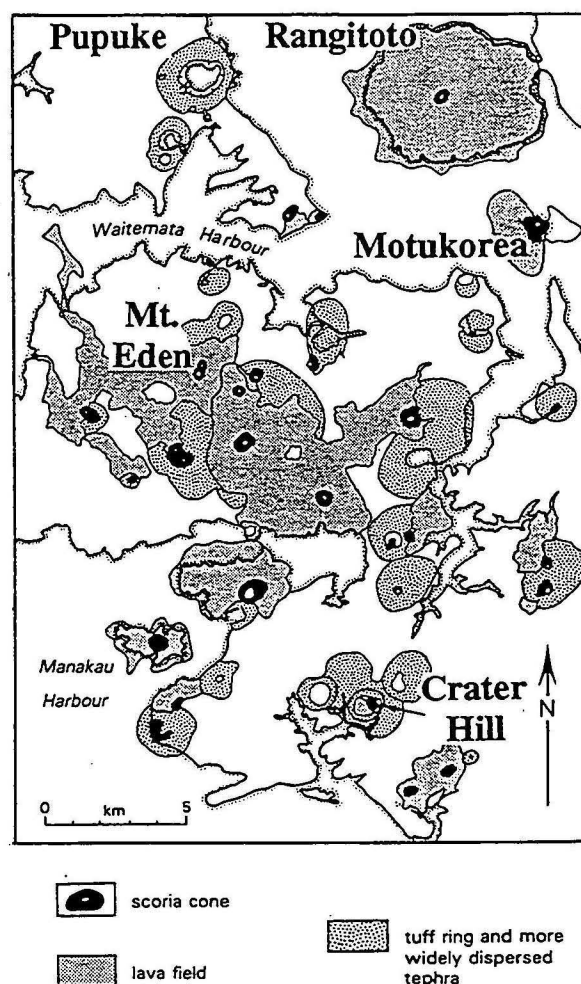 Pupuke
Rangitoto
Waitemata Harbour
Motukorea
Mt.
Eden
Manakau
Harbour
Crater
Hill
N
0 km 5
scoria cone
lava field
tuff ring and more
widely dispersed
tephra